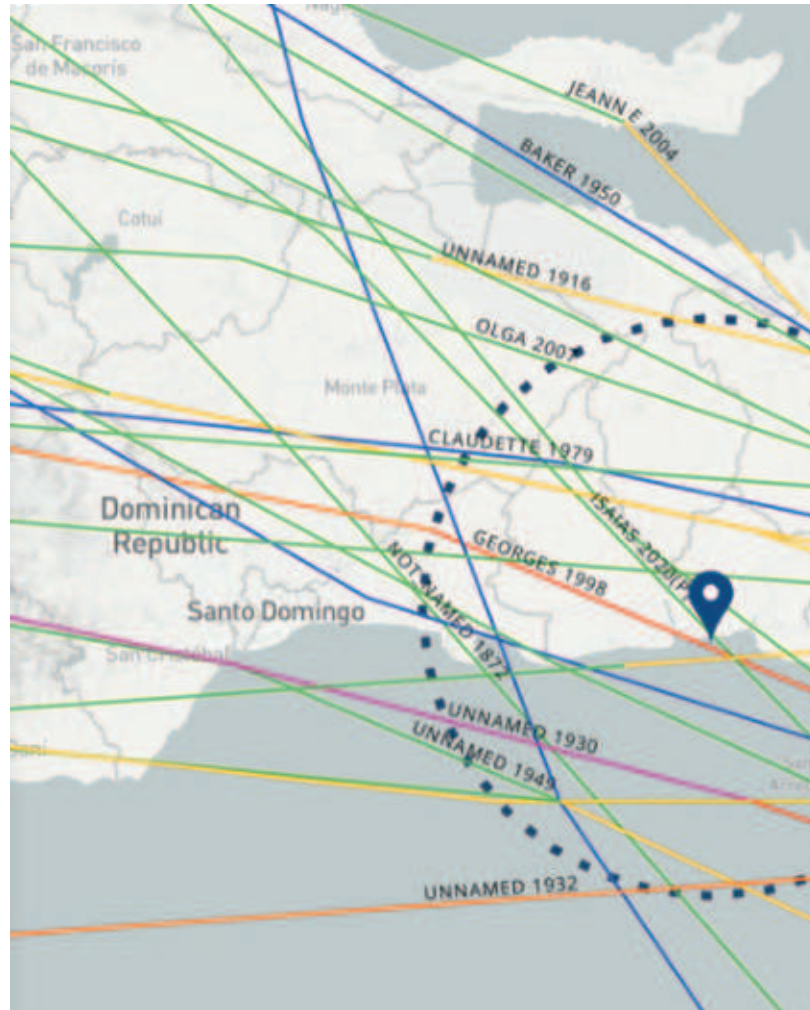 San Francisco
de Macorís
JEANN E 2004
BAKER 1950
Cotuí
UNNAMED 1916
OLGA 2007
Monte Plata
CLAUDETTE 1979
ISAIAS 2020(P
Dominican
Republic
GEORGES 1998
NOT NAMED 1872
Santo Domingo
San Cristóbal
UNNAMED 1930
UNNAMED 1949
UNNAMED 1932